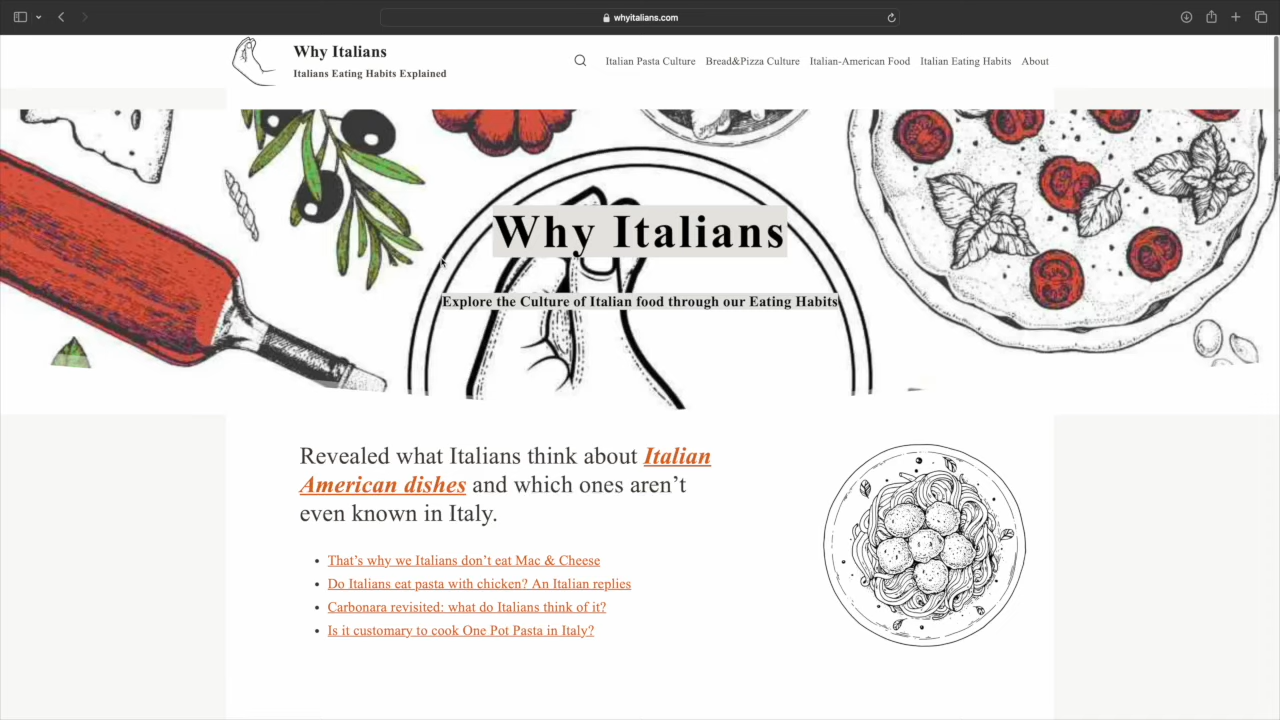 whyitalians.com
Why Italians
Italians Eating Habits Explained
Italian Pasta Culture
Bread&Pizza Culture
Italian-American Food
Italian Eating Habits
About
Why Italians
Explore the Culture of Italian food through our Eating Habits
Revealed what Italians think about Italian
American dishes and which ones aren’t
even known in Italy.
That’s why we Italians don’t eat Mac & Cheese
Do Italians eat pasta with chicken? An Italian replies
Carbonara revisited: what do Italians think of it?
Is it customary to cook One Pot Pasta in Italy?